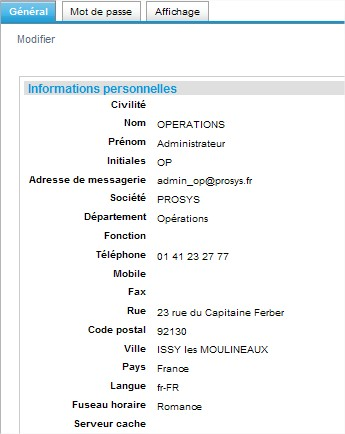 Général Mot de passe Affichage
Modifier
Informations personnelles
Civilité
Nom OPERATIONS
Prénom Administrateur
Initiales OP
Adresse de messagerie admin_op@prosys.fr
Société PROSYS
Département Opérations
Fonction
Téléphone 01 41 23 27 77
Mobile
Fax
Rue 23 rue du Capitaine Ferber
Code postal 92130
Ville ISSY les MOULINEAUX
Pays France
Langue fr-FR
Fuseau horaire Romance
Serveur cache